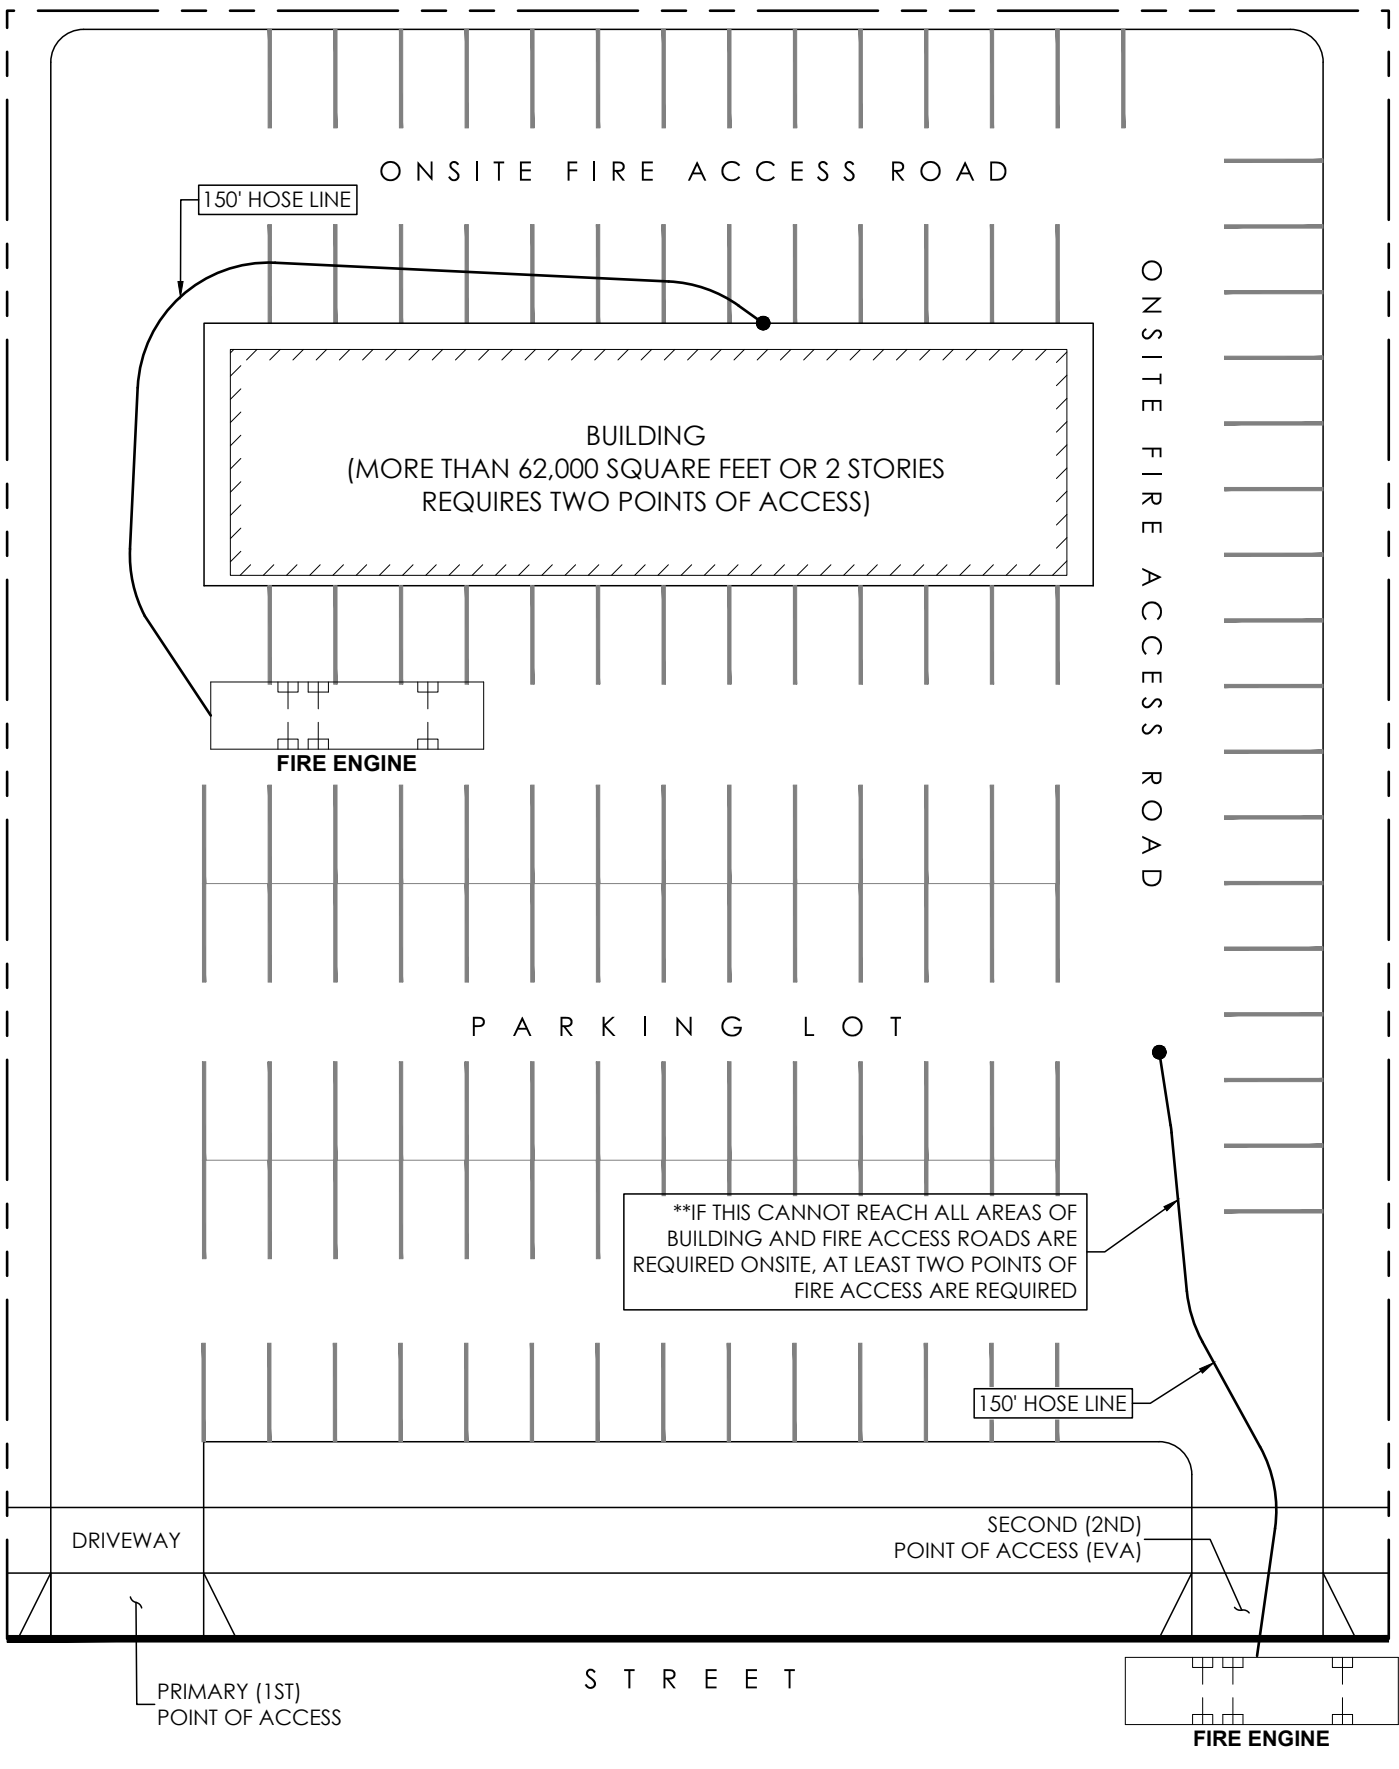 ONSITE FIRE ACCESS ROAD
150' HOSE LINE
ONSITE FIRE ACCESS ROAD
BUILDING
(MORE THAN 62,000 SQUARE FEET OR 2 STORIES
REQUIRES TWO POINTS OF ACCESS)
FIRE ENGINE
PARKING LOT
**IF THIS CANNOT REACH ALL AREAS OF
BUILDING AND FIRE ACCESS ROADS ARE
REQUIRED ONSITE, AT LEAST TWO POINTS OF
FIRE ACCESS ARE REQUIRED
150' HOSE LINE
DRIVEWAY
SECOND (2ND)
POINT OF ACCESS (EVA)
STREET
PRIMARY (1ST)
POINT OF ACCESS
FIRE ENGINE